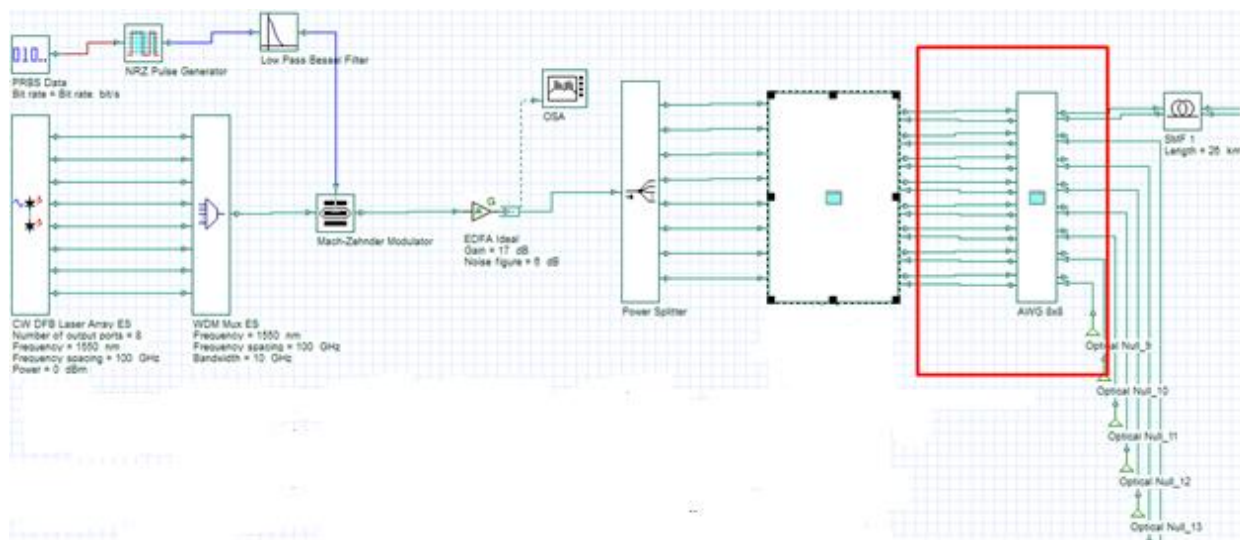 010...
PRBS Data
Bit rate = Bit rate bit/s
NRZ Pulse Generator
Low Pass Bessel Filter
OSA
Mach-Zehnder Modulator
G
A
EDFA Ideal
Gain = 17 dB
Noise figure = 6 dB
CW DFB Laser Array ES
Number of output ports = 8
Frequency = 1550 nm
Frequency spacing = 100 GHz
Power = 0 dBm
WDM Mux ES
Frequency = 1550 nm
Frequency spacing = 100 GHz
Bandwidth = 10 GHz
Power Splitter
AWG 8x8
SMF 1
Length = 25 km
Optical Null_9
Optical Null_10
Optical Null_11
Optical Null_12
Optical Null_13